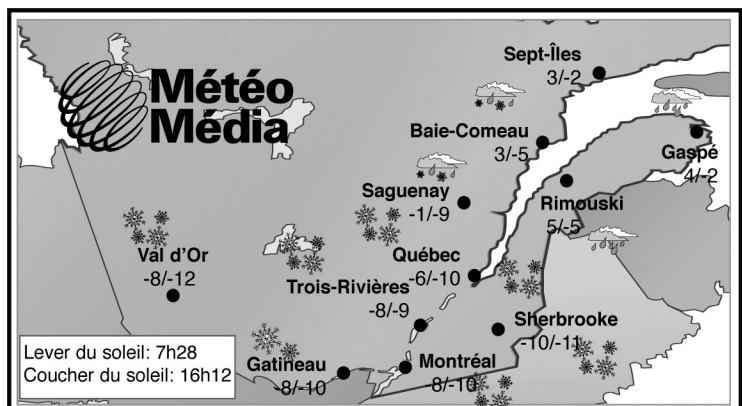 Météo
Média
Sept-Îles
3/-2
Baie-Comeau
3/-5
Gaspé
4/-2
Saguenay
-1/-9
Rimouski
5/-5
Val d'Or
-8/-12
Québec
-6/-10
Trois-Rivières
-8/-9
Sherbrooke
-10/-11
Lever du soleil: 7h28
Coucher du soleil: 16h12
Gatineau
-8/-10
Montréal
-8/-10